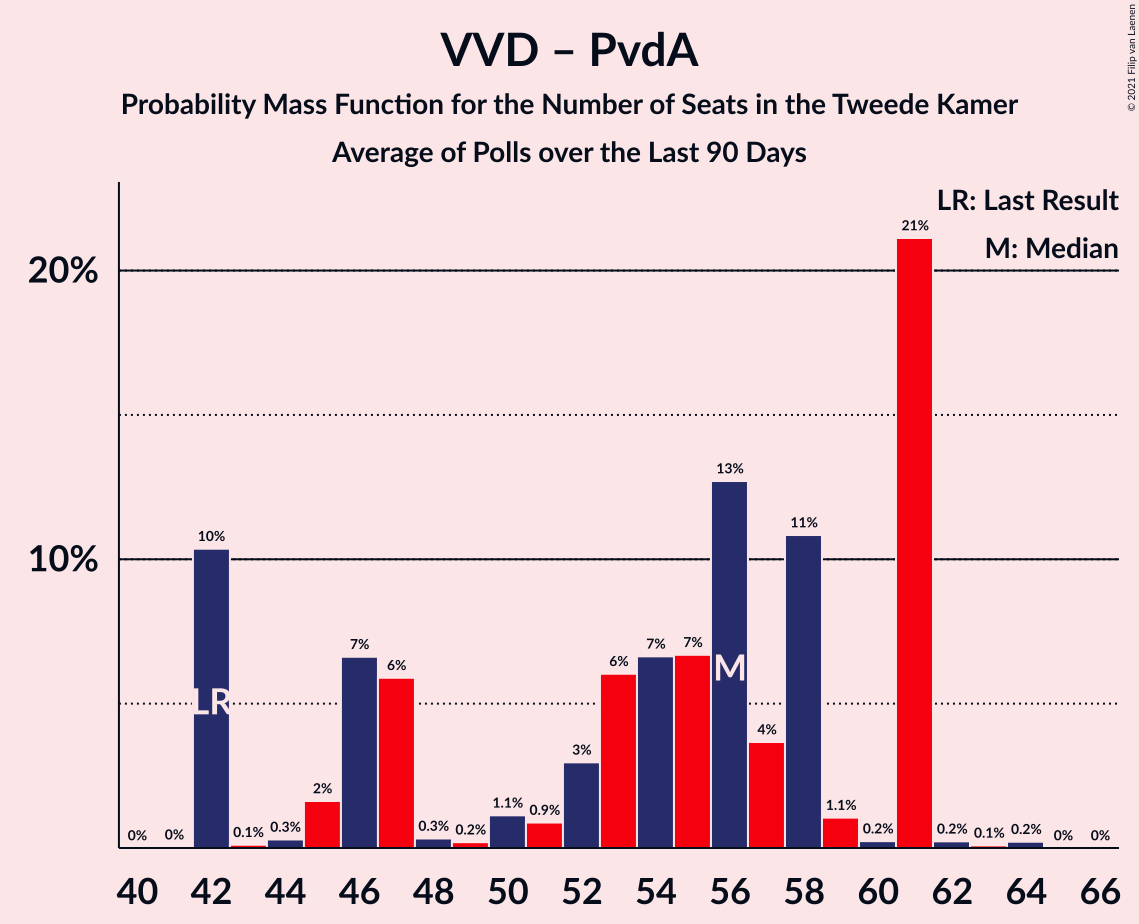 VVD – PvdA
Probability Mass Function for the Number of Seats in the Tweede Kamer
Average of Polls over the Last 90 Days
© 2021 Filip van Laenen
LR: Last Result
M: Median
20%
10%
0% 0% 10% 0.1% 0.3% 2% 7% 6% 0.3% 0.2% 1.1% 0.9% 3% 6% 7% 7% 13% 4% 11% 1.1% 0.2% 21% 0.2% 0.1% 0.2% 0% 0%
LR M
40 42 44 46 48 50 52 54 56 58 60 62 64 66